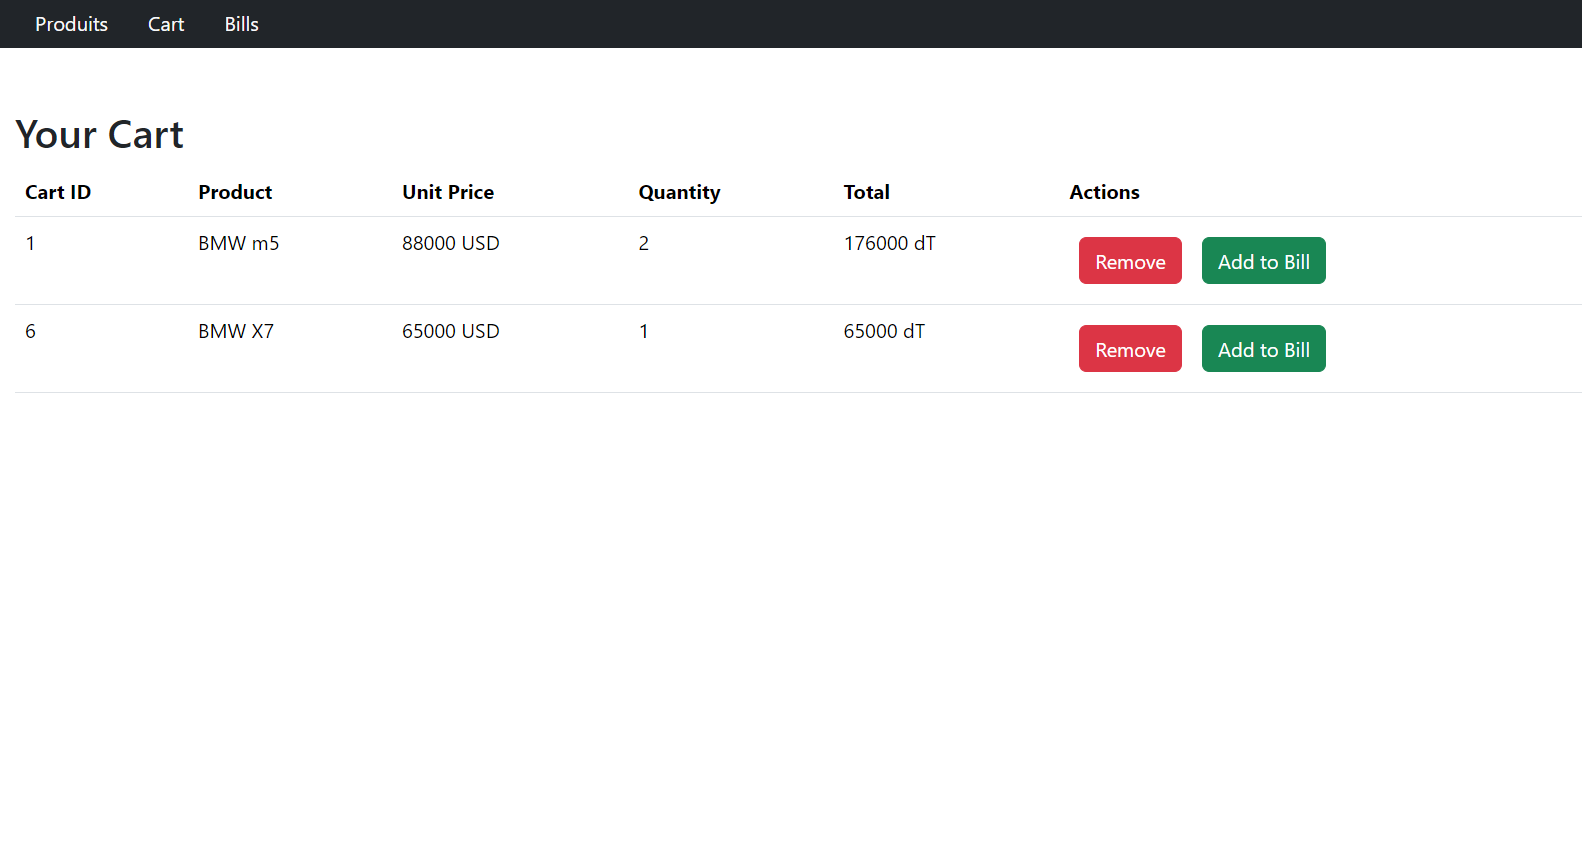 Produits Cart Bills
Your Cart
Cart ID Product Unit Price Quantity Total Actions
1 BMW m5 88000 USD 2 176000 dT Remove Add to Bill
6 BMW X7 65000 USD 1 65000 dT Remove Add to Bill